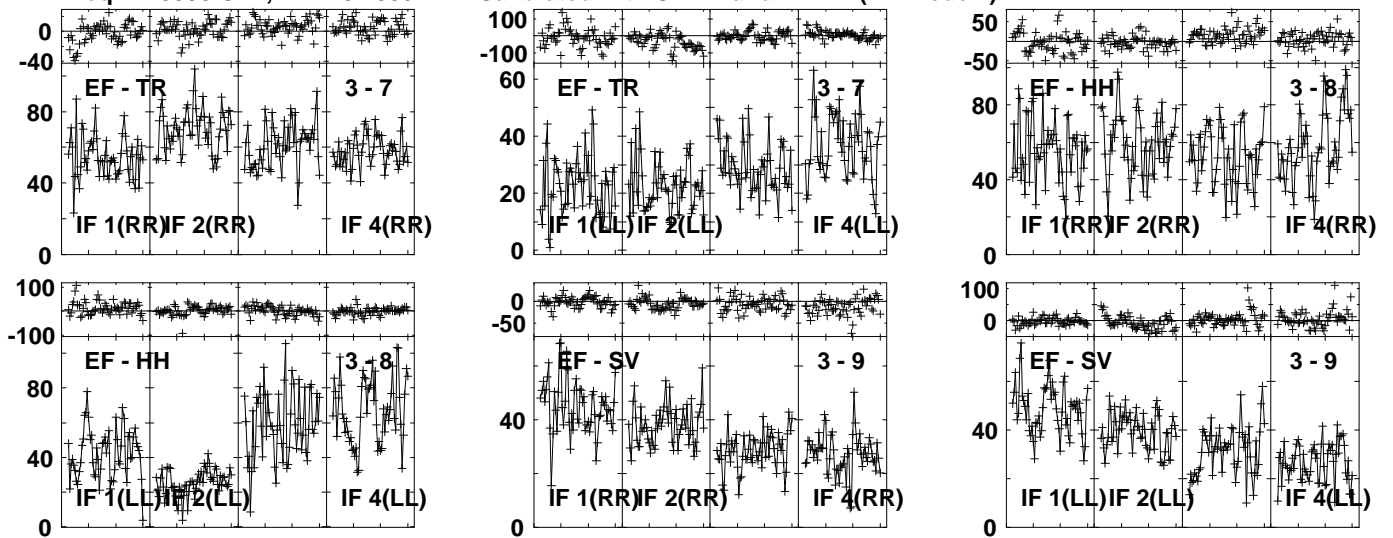 0
-40
EF - TR
3 - 7
80
40
0
IF 1(RR)
IF 2(RR)
IF 4(RR)
100
0
-100
60
EF - TR
3 - 7
40
20
0
IF 1(LL)
IF 2(LL)
IF 4(LL)
50
0
-50
EF - HH
3 - 8
80
40
0
IF 1(RR)
IF 2(RR)
IF 4(RR)
100
0
-100
EF - HH
3 - 8
80
40
0
IF 1(LL)
IF 2(LL)
IF 4(LL)
0
-50
EF - SV
3 - 9
40
0
IF 1(RR)
IF 2(RR)
IF 4(RR)
100
0
EF - SV
3 - 9
40
0
IF 1(LL)
IF 2(LL)
IF 4(LL)